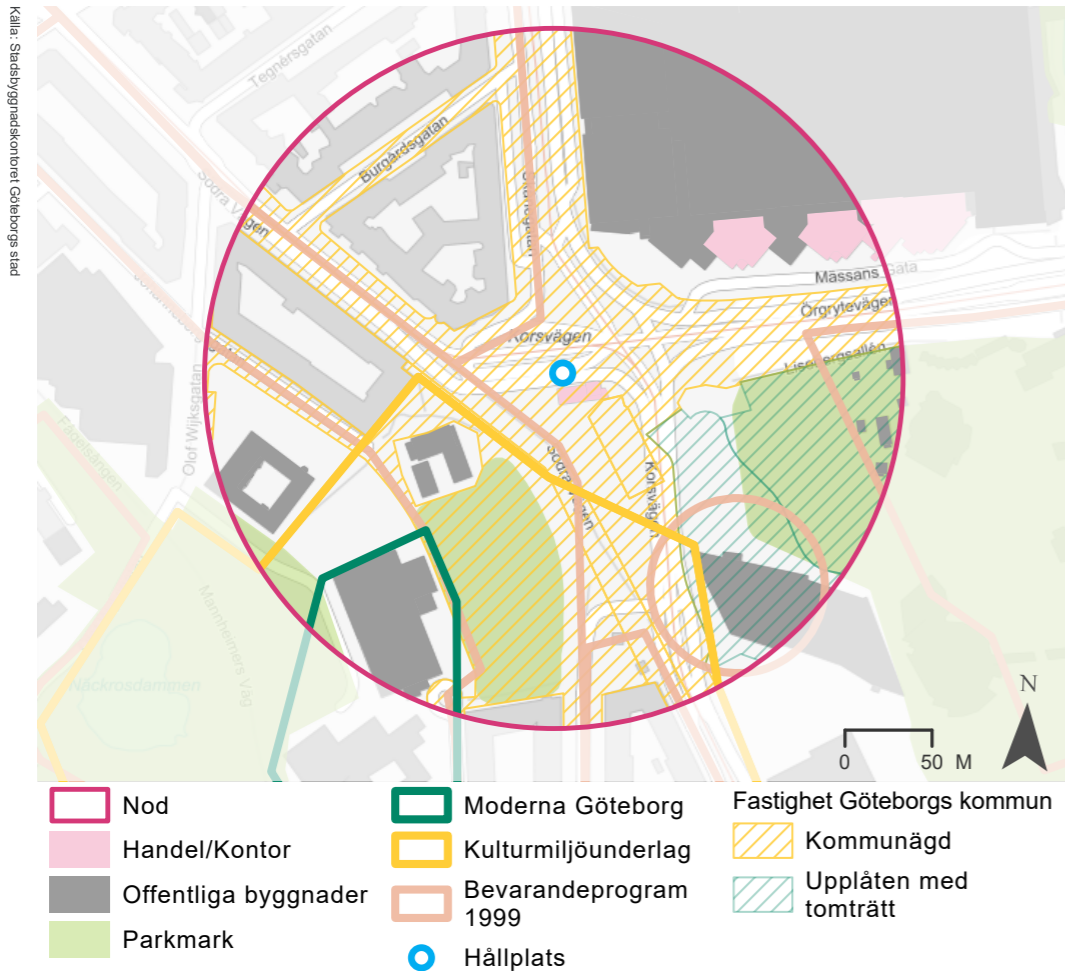 Källa: Stadsbyggnadskontoret Göteborgs stad
Tegnérsgatan
Burgårdsgatan
Södra Vägen
Korsvägen
Mässans Gata
Örgrytevägen
Lisebergsallén
Olof Wijksgatan
Fågelsången
Södra Vägen
Korsvägen
Mannheimers Väg
Näckrosdammen
N
0 50 M
Nod
Handel/Kontor
Offentliga byggnader
Parkmark
Moderna Göteborg
Kulturmiljöunderlag
Bevarandeprogram
1999
Hållplats
Fastighet Göteborgs kommun
Kommunägd
Upplåten med
tomträtt